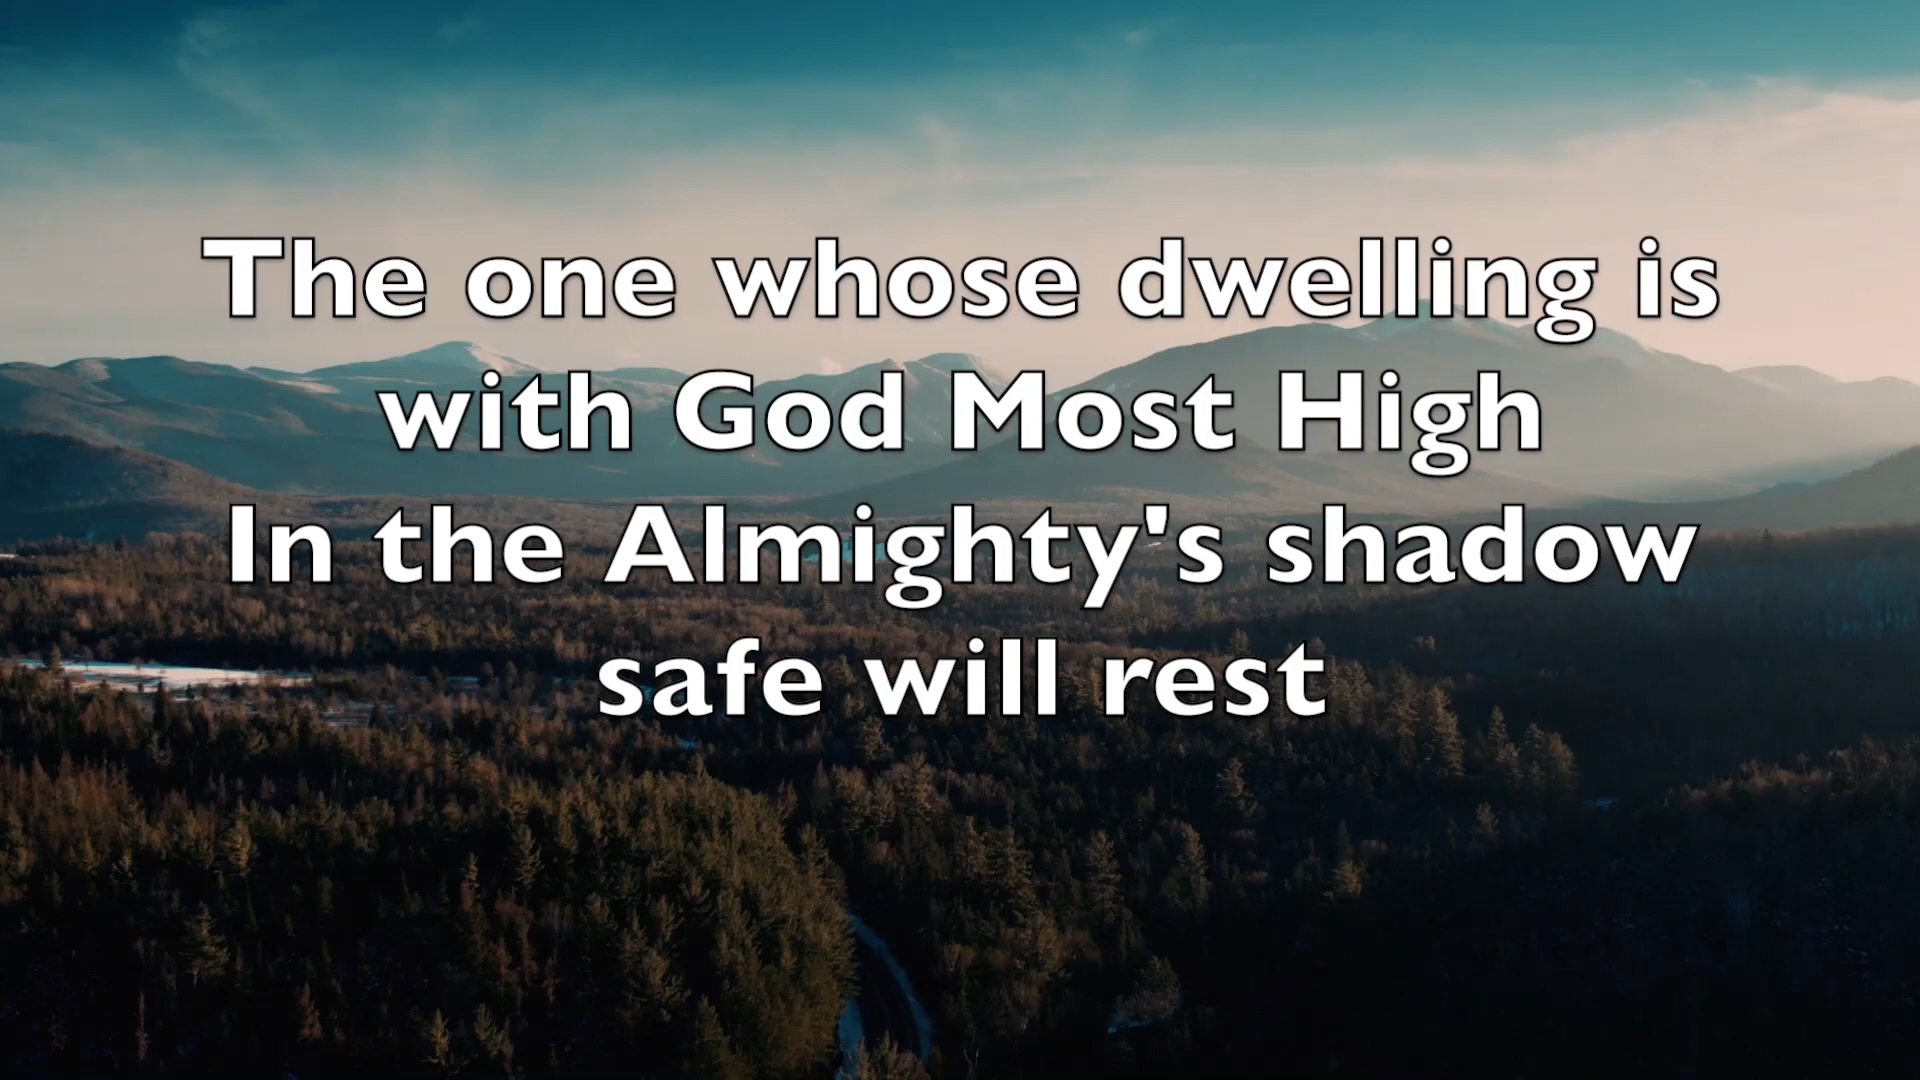 The one whose dwelling is
with God Most High
In the Almighty's shadow
safe will rest